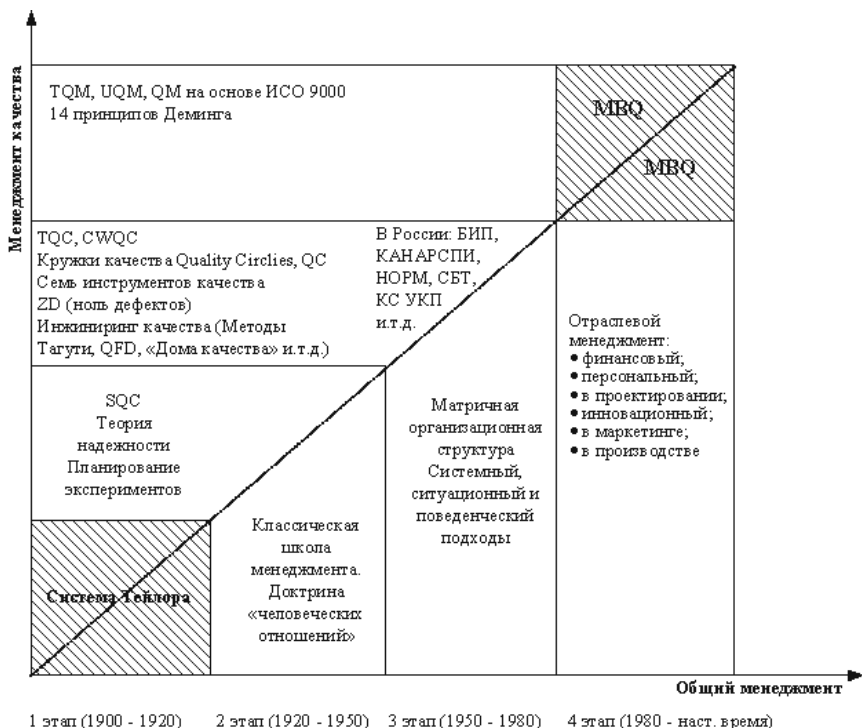 Менеджмент качества
TQM, UQM, QM на основе ИСО 9000
14 принципов Деминга
MBQ
MBQ
TQC, CWQC
Кружки качества Quality Circlies, QC
Семь инструментов качества
ZD (ноль дефектов)
Инжиниринг качества (Методы
Тагути, QFD, «Дома качества» и.т.д.)
В России: БИП,
КАНАРСПИ,
НОРМ, СБТ,
КС УКП
и.т.д.
Отраслевой
менеджмент:
● финансовый;
● персональный;
● в проектировании;
● инновационный;
● в маркетинге;
● в производстве
SQC
Теория
надежности
Планирование
экспериментов
Матричная
организационная
структура
Системный,
ситуационный и
поведенческий
подходы
Классическая
школа
менеджмента.
Доктрина
«человеческих
отношений»
Система Тейлора
Общий менеджмент
1 этап (1900 - 1920) 2 этап (1920 - 1950) 3 этап (1950 - 1980) 4 этап (1980 - наст. время)